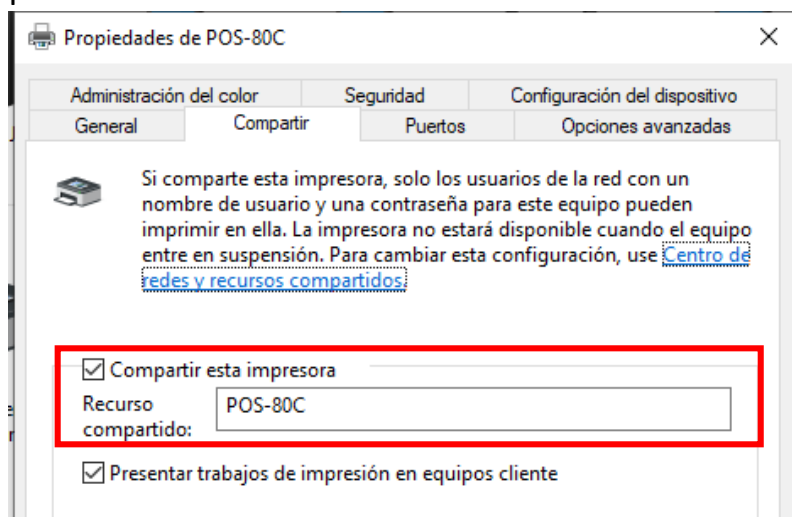 Propiedades de POS-80C
Administración del color Seguridad Configuración del dispositivo
General Compartir Puertos Opciones avanzadas
Si comparte esta impresora, solo los usuarios de la red con un
nombre de usuario y una contraseña para este equipo pueden
imprimir en ella. La impresora no estará disponible cuando el equipo
entre en suspensión. Para cambiar esta configuración, use Centro de
redes y recursos compartidos.
Compartir esta impresora
Recurso
compartido:
POS-80C
Presentar trabajos de impresión en equipos cliente